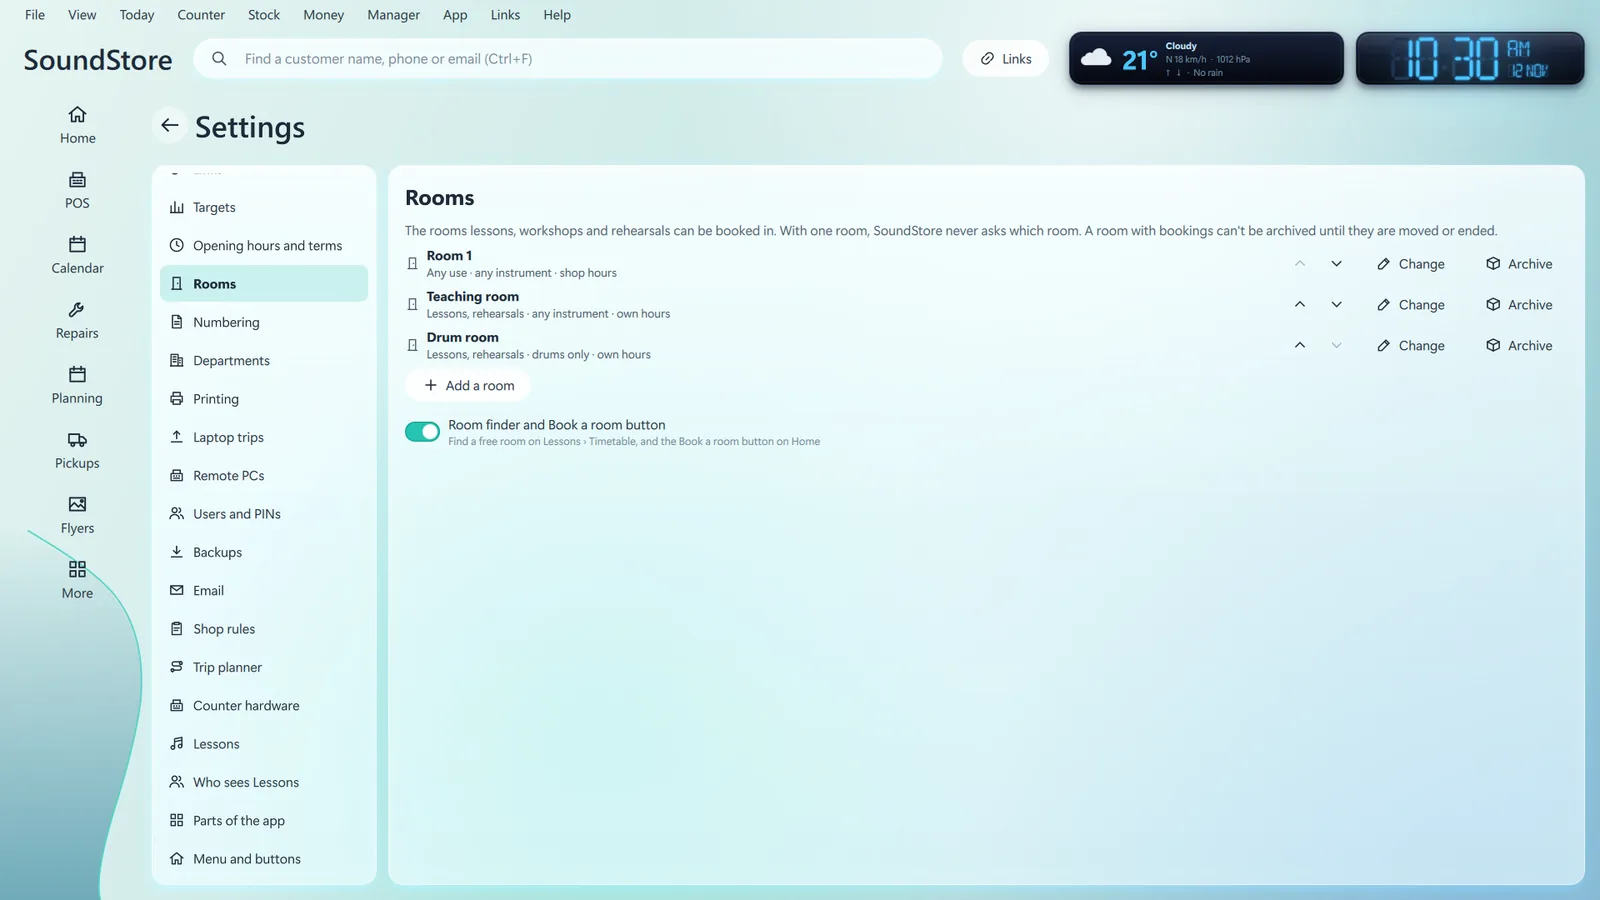 File View Today Counter Stock Money Manager App Links Help
SoundStore
Find a customer name, phone or email (Ctrl+F)
Links
21°
Cloudy
N 18 km/h · 1012 hPa
↑ ↓ · No rain
10:30 AM
12 NOV
Home
POS
Calendar
Repairs
Planning
Pickups
Flyers
More
← Settings
Targets
Opening hours and terms
Rooms
Numbering
Departments
Printing
Laptop trips
Remote PCs
Users and PINs
Backups
Email
Shop rules
Trip planner
Counter hardware
Lessons
Who sees Lessons
Parts of the app
Menu and buttons
Rooms
The rooms lessons, workshops and rehearsals can be booked in. With one room, SoundStore never asks which room. A room with bookings can't be archived until they are moved or ended.
Room 1
Any use · any instrument · shop hours
Change Archive
Teaching room
Lessons, rehearsals · any instrument · own hours
Change Archive
Drum room
Lessons, rehearsals · drums only · own hours
Change Archive
+ Add a room
Room finder and Book a room button
Find a free room on Lessons › Timetable, and the Book a room button on Home